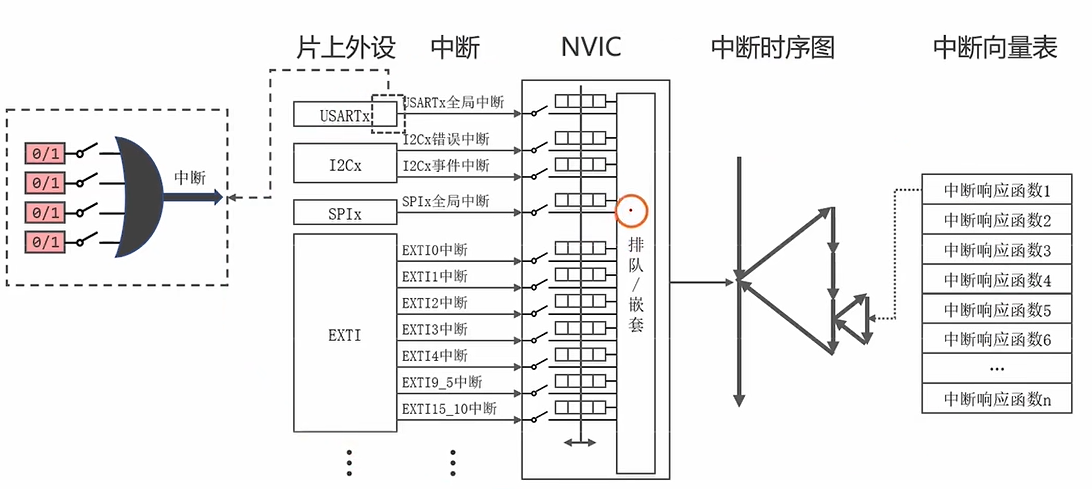 片上外设
中断
NVIC
中断时序图
中断向量表
0/1
0/1
0/1
0/1
中断
USARTx
USARTx全局中断
I2Cx
I2Cx错误中断
I2Cx事件中断
SPIx
SPIx全局中断
EXTI
EXTI0中断
EXTI1中断
EXTI2中断
EXTI3中断
EXTI4中断
EXTI9_5中断
EXTI15_10中断
排队/嵌套
中断响应函数1
中断响应函数2
中断响应函数3
中断响应函数4
中断响应函数5
中断响应函数6
…
中断响应函数n